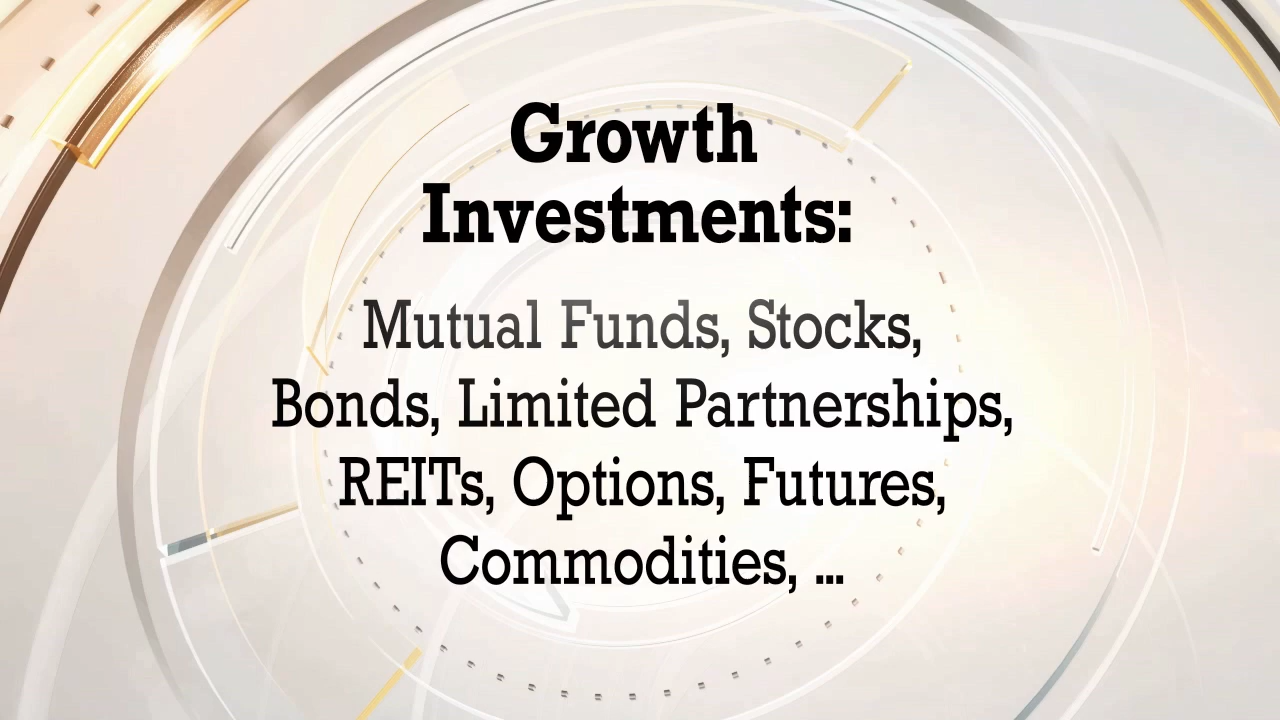 Growth
Investments:
Mutual Funds, Stocks,
Bonds, Limited Partnerships,
REITs, Options, Futures,
Commodities, ...